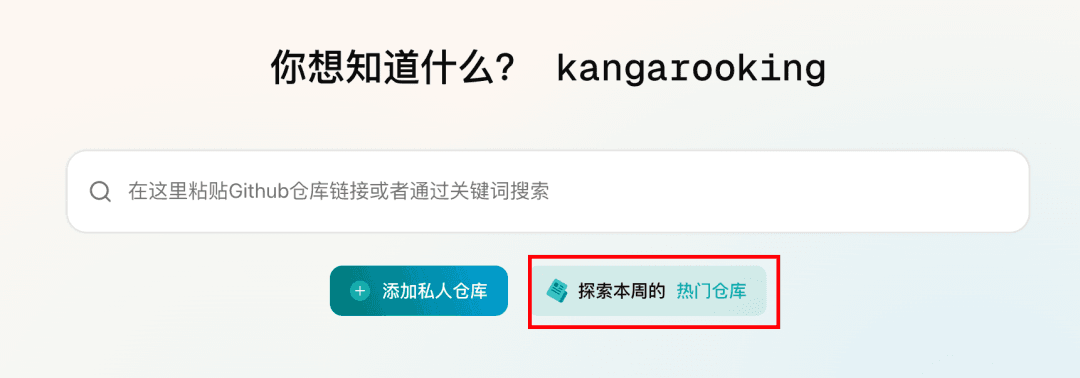 你想知道什么? kangarooking
在这里粘贴Github仓库链接或者通过关键词搜索
添加私人仓库
探索本周的 热门仓库